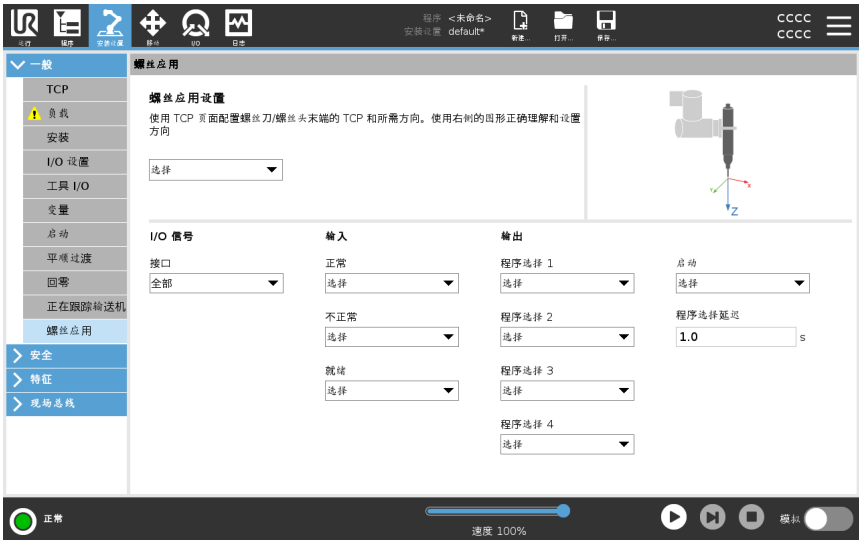 程序 <未命名>
安装设置 default*
cccc
cccc
运行 程序 安装设置 移动 I/O 日志 新建... 打开... 保存...
一般
TCP
负载
安装
I/O 设置
工具 I/O
变量
启动
平顺过渡
回零
正在跟踪输送机
螺丝应用
安全
特征
现场总线
螺丝应用
螺丝应用设置
使用 TCP 页面配置螺丝刀/螺丝头末端的 TCP 和所需方向。使用右侧的图形正确理解和设置
方向
选择
Y X
Z
I/O 信号 输入 输出
接口 正常 程序选择 1 启动
全部 选择 选择 选择
不正常 程序选择 2 程序选择延迟
选择 选择 1.0 s
就绪 程序选择 3
选择 选择
程序选择 4
选择
正常
速度 100%
模拟